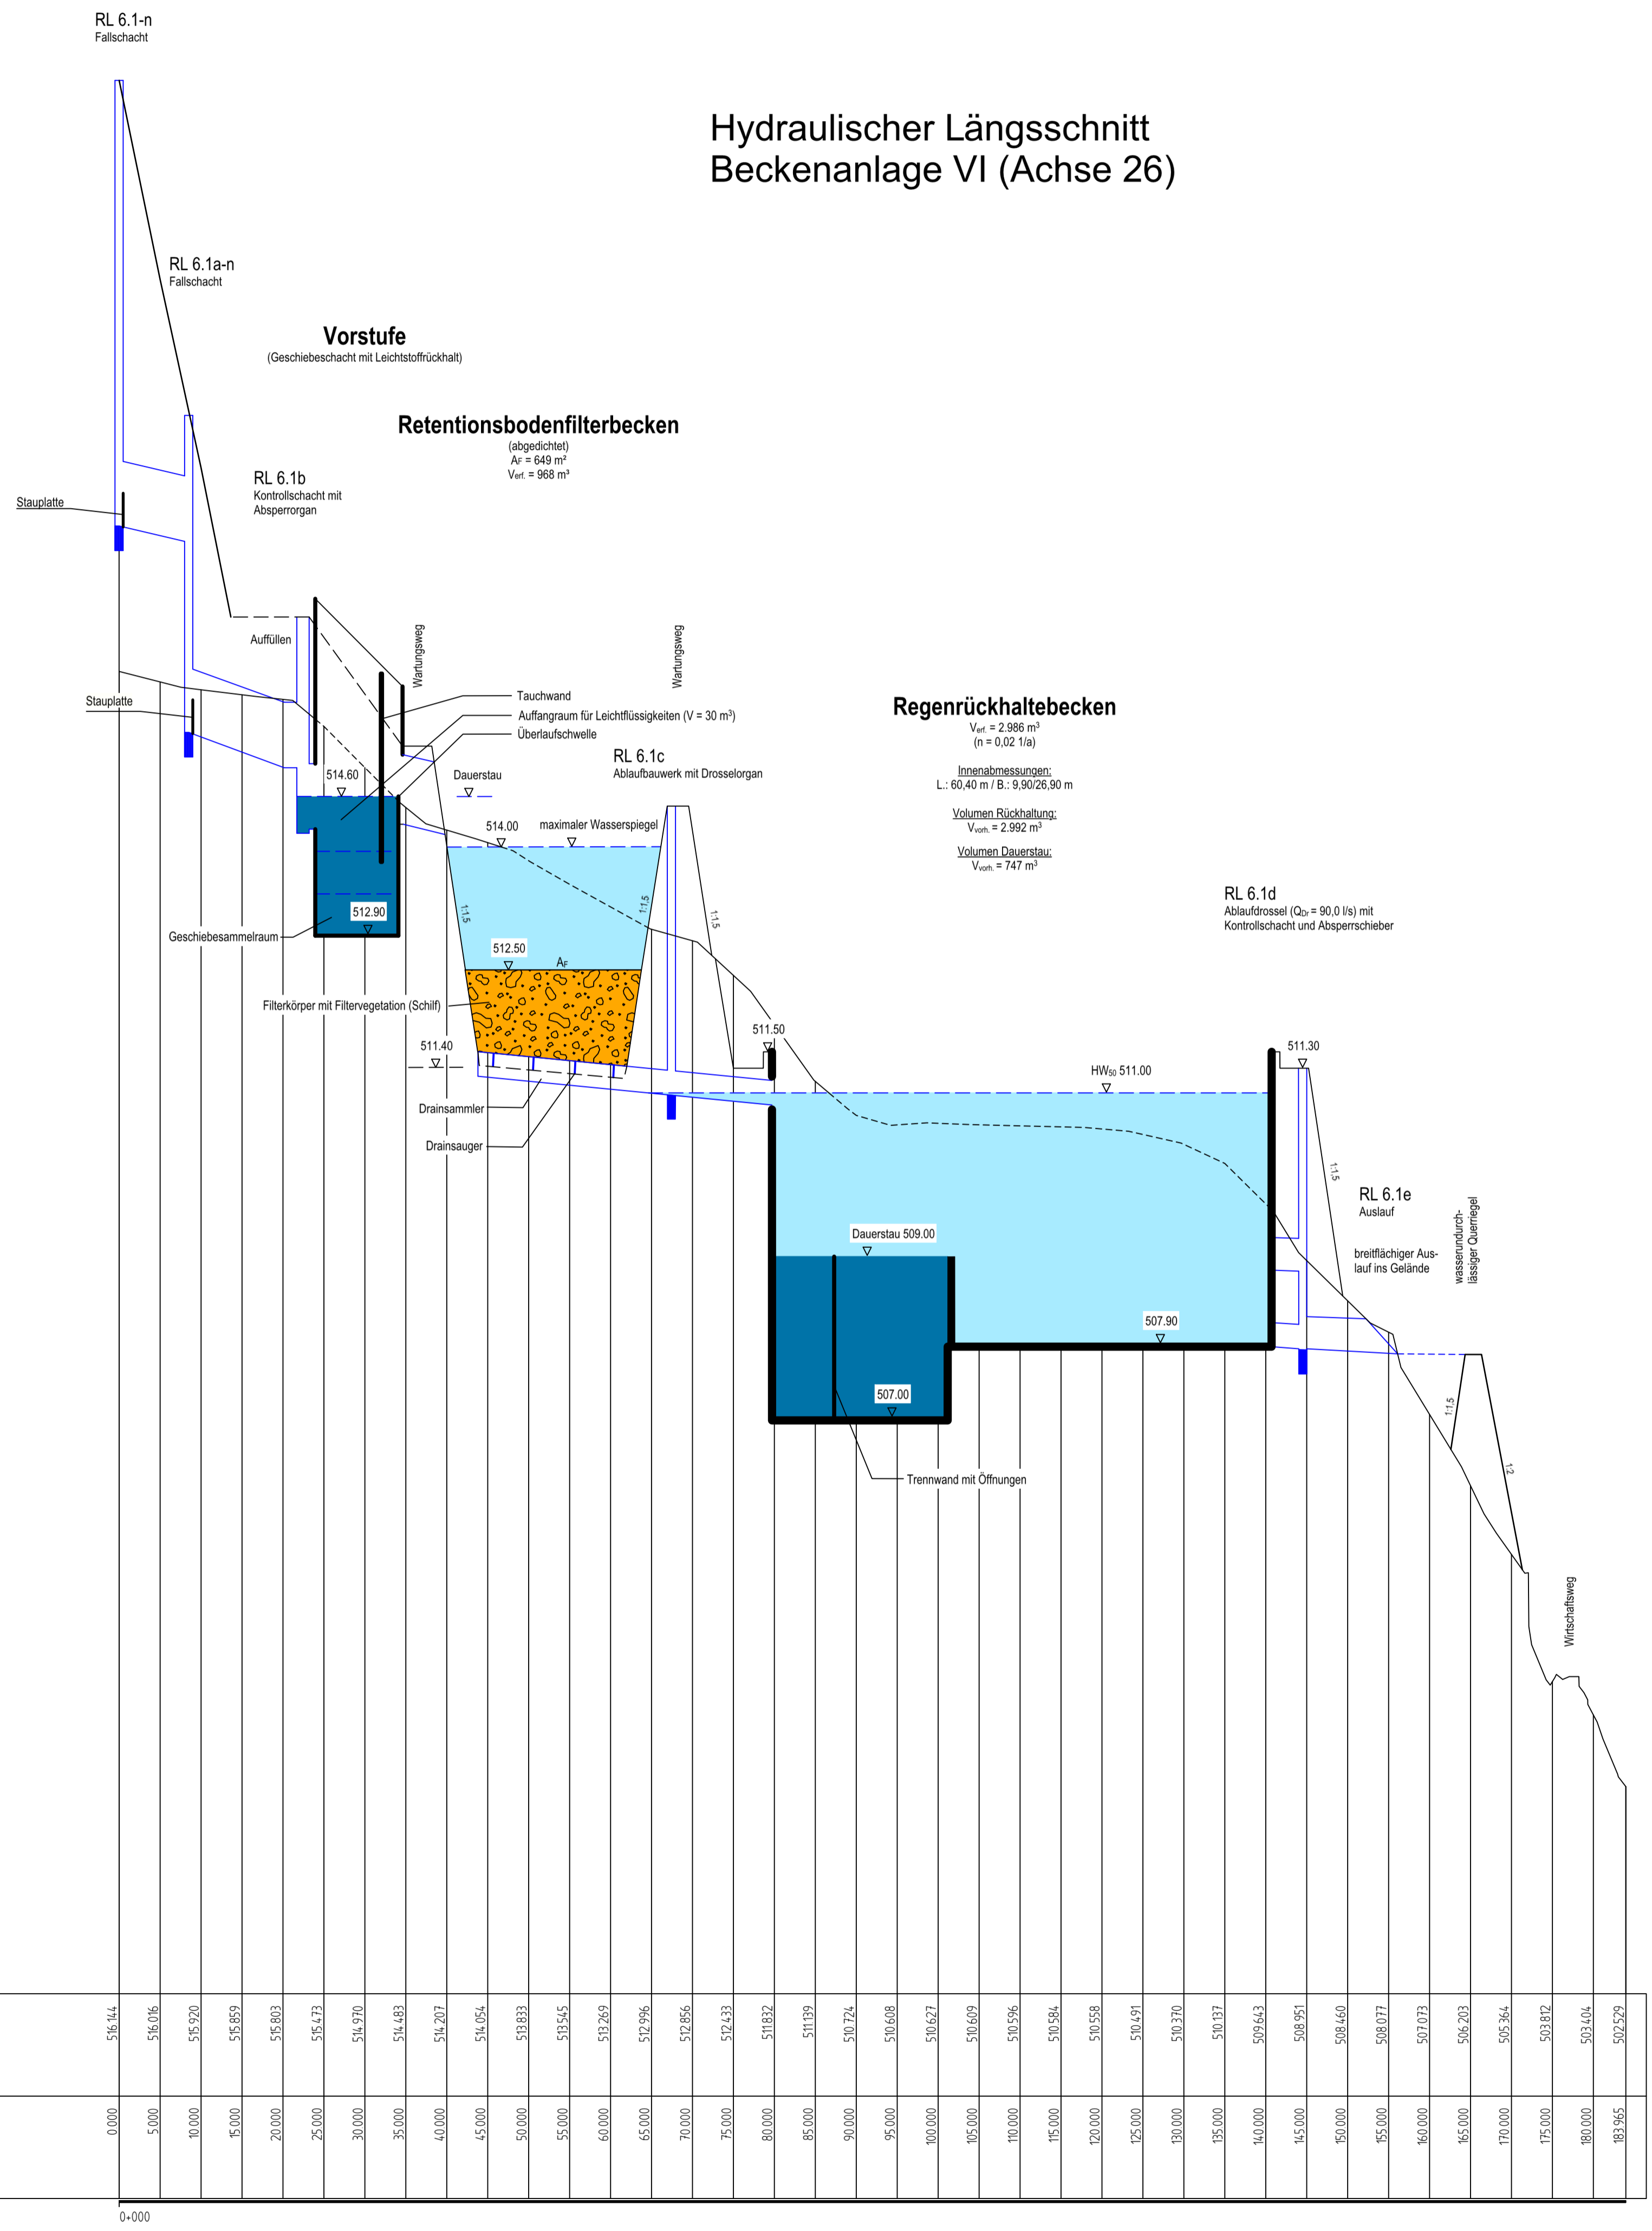 RL 6.1-n
Fallschacht
Hydraulischer Längsschnitt
Beckenanlage VI (Achse 26)
RL 6.1a-n
Fallschacht
Vorstufe
(Geschiebeschacht mit Leichtstoffrückhalt)
Retentionsbodenfilterbecken
(abgedichtet)
AF = 649 m²
Verf. = 968 m³
RL 6.1b
Kontrollschacht mit
Absperrorgan
Stauplatte
Auffüllen
Wartungsweg
Wartungsweg
Stauplatte
Tauchwand
Auffangraum für Leichtflüssigkeiten (V = 30 m³)
Überlaufschwelle
Regenrückhaltebecken
Verf. = 2.986 m³
(n = 0,02 1/a)
Innenabmessungen:
L.: 60,40 m / B.: 9,90/26,90 m
Volumen Rückhaltung:
Vvorh. = 2.992 m³
Volumen Dauerstau:
Vvorh. = 747 m³
RL 6.1c
Ablaufbauwerk mit Drosselorgan
514.60
Dauerstau
514.00
maximaler Wasserspiegel
RL 6.1d
Ablaufdrossel (QDr = 90,0 l/s) mit
Kontrollschacht und Absperrschieber
1:1,5
1:1,5
1:1,5
512.90
Geschiebesammelraum
512.50
AF
Filterkörper mit Filtervegetation (Schilf)
511.40
511.50
511.30
HW50 511.00
Drainsammler
Drainsauger
1:1,5
RL 6.1e
Auslauf
breitflächiger Aus-
lauf ins Gelände
wasserundurch-
lässiger Querriegel
Dauerstau 509.00
507.90
507.00
1:1,5
1:2
Trennwand mit Öffnungen
Wirtschaftsweg
516.144 516.016 515.920 515.859 515.803 515.473 514.970 514.483 514.207 514.054 513.833 513.545 513.269 512.996 512.856 512.433 511.832 511.139 510.724 510.608 510.627 510.609 510.596 510.584 510.558 510.491 510.370 510.137 509.643 508.951 508.460 508.077 507.073 506.203 505.364 503.812 503.404 502.529
0.000 5.000 10.000 15.000 20.000 25.000 30.000 35.000 40.000 45.000 50.000 55.000 60.000 65.000 70.000 75.000 80.000 85.000 90.000 95.000 100.000 105.000 110.000 115.000 120.000 125.000 130.000 135.000 140.000 145.000 150.000 155.000 160.000 165.000 170.000 175.000 180.000 183.965
0+000